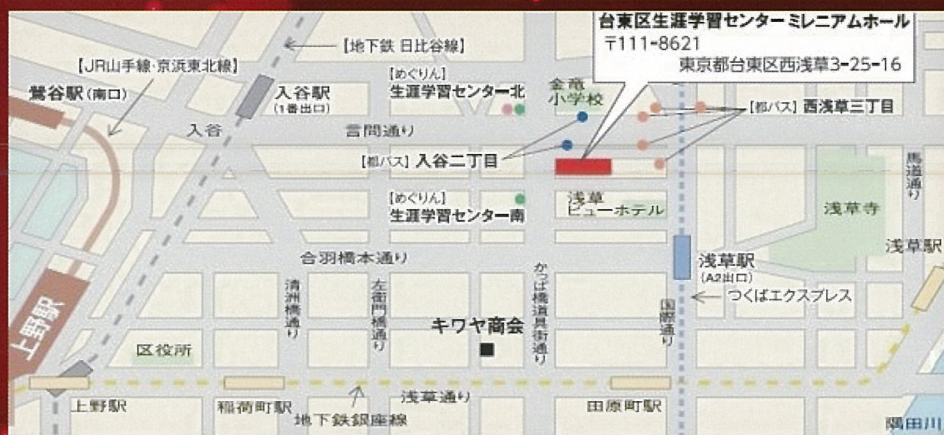 台東区生涯学習センター ミレニアムホール
〒111-8621
東京都台東区西浅草3-25-16
【地下鉄 日比谷線】
【JR山手線・京浜東北線】
鶯谷駅(南口)
入谷駅
(1番出口)
【めぐりん】
生涯学習センター北
金竜
小学校
【都バス】西浅草三丁目
入谷
言問通り
【都バス】入谷二丁目
馬道通り
【めぐりん】
生涯学習センター南
浅草
ビューホテル
浅草寺
浅草駅
合羽橋本通り
浅草駅
(A2出口)
つくばエクスプレス
清洲橋通り
左衛門橋通り
かっぱ橋道具街通り
国際通り
上野駅
キワヤ商会
区役所
上野駅
稲荷町駅
浅草通り
田原町駅
地下鉄銀座線
隅田川